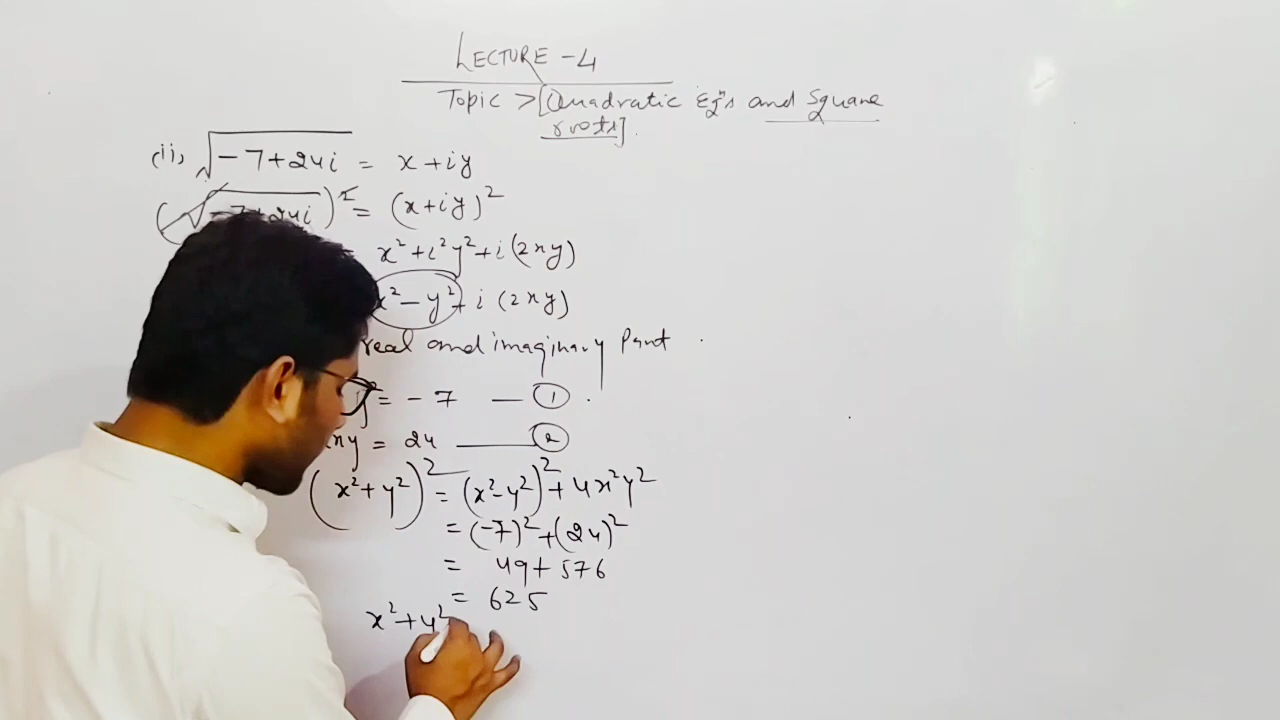 LECTURE -4
Topic > [Quadratic Eqⁿs and Square
roots].
(ii) √-7+24i = x+iy
(√-7+24i)² = (x+iy)²
= x²+i²y²+i(2xy)
x²-y²+i(2xy)
real and imaginary Part .
= -7 — ① .
xy = 24 — ②
(x²+y²)² = (x²-y²)²+4x²y²
= (-7)²+(24)²
= 49+576
= 625
x²+y²